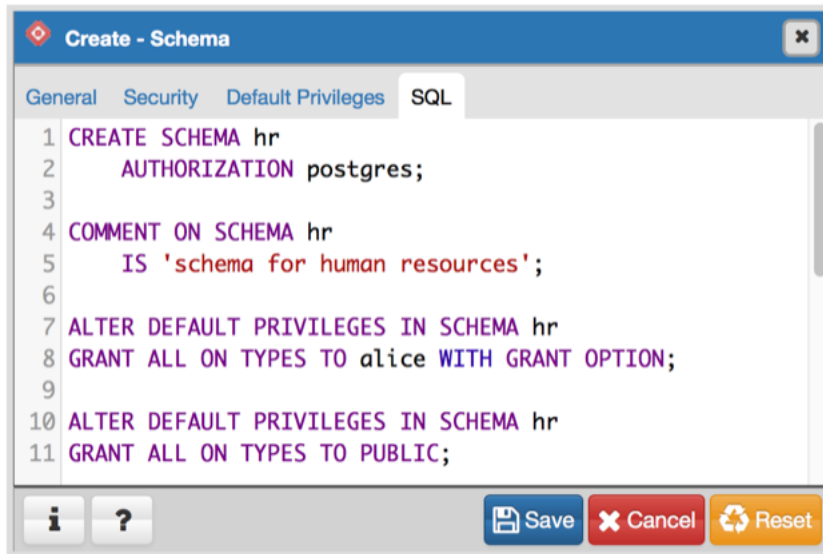 Create - Schema
General Security Default Privileges SQL
1 CREATE SCHEMA hr
2 AUTHORIZATION postgres;
3
4 COMMENT ON SCHEMA hr
5 IS 'schema for human resources';
6
7 ALTER DEFAULT PRIVILEGES IN SCHEMA hr
8 GRANT ALL ON TYPES TO alice WITH GRANT OPTION;
9
10 ALTER DEFAULT PRIVILEGES IN SCHEMA hr
11 GRANT ALL ON TYPES TO PUBLIC;
i ? Save Cancel Reset